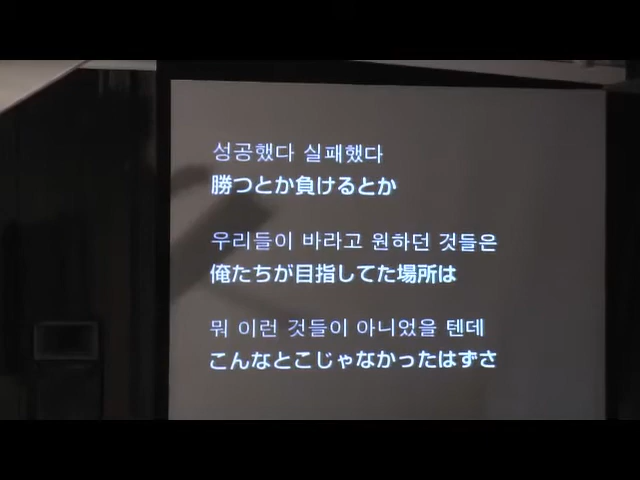 성공했다 실패했다
勝つとか負けるとか
우리들이 바라고 원하던 것들은
俺たちが目指してた場所は
뭐 이런 것들이 아니었을 텐데
こんなとこじゃなかったはずさ